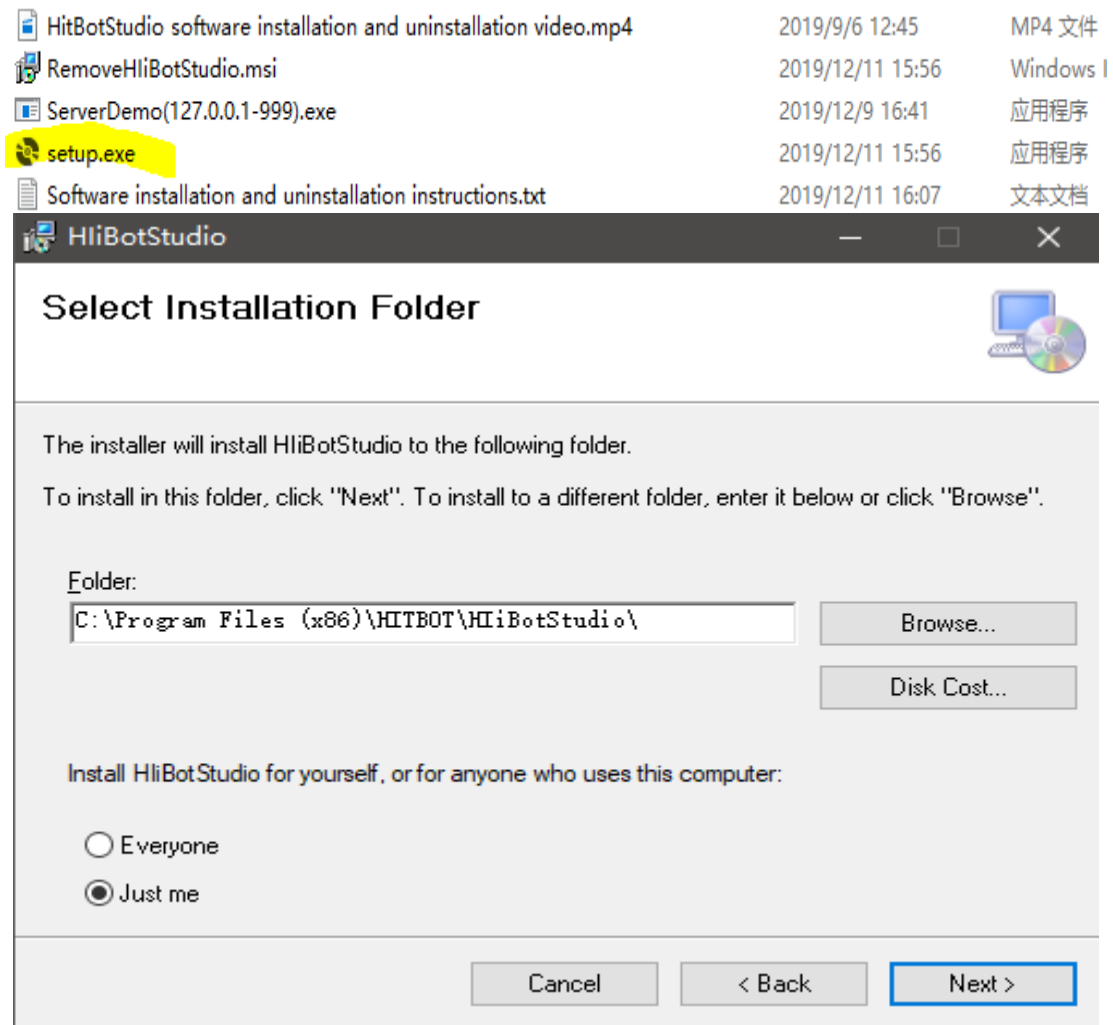 HitBotStudio software installation and uninstallation video.mp4 2019/9/6 12:45 MP4 文件
RemoveHIiBotStudio.msi 2019/12/11 15:56 Windows I
ServerDemo(127.0.0.1-999).exe 2019/12/9 16:41 应用程序
setup.exe 2019/12/11 15:56 应用程序
Software installation and uninstallation instructions.txt 2019/12/11 16:07 文本文档
HIiBotStudio
Select Installation Folder
The installer will install HIiBotStudio to the following folder.
To install in this folder, click "Next". To install to a different folder, enter it below or click "Browse".
Folder:
C:\Program Files (x86)\HITBOT\HIiBotStudio\
Browse...
Disk Cost...
Install HIiBotStudio for yourself, or for anyone who uses this computer:
Everyone
Just me
Cancel < Back Next >